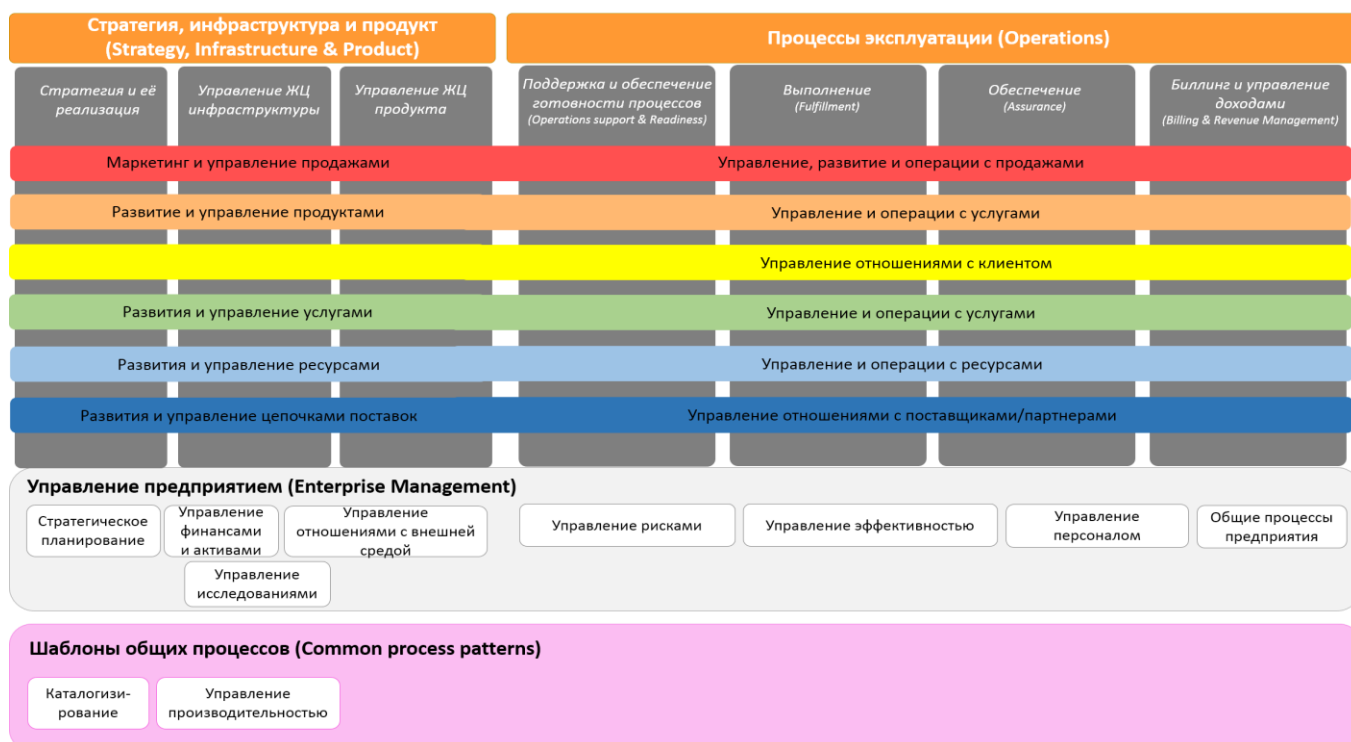 Стратегия, инфраструктура и продукт
(Strategy, Infrastructure & Product)
Процессы эксплуатации (Operations)
Стратегия и её
реализация
Управление ЖЦ
инфраструктуры
Управление ЖЦ
продукта
Поддержка и обеспечение
готовности процессов
(Operations support & Readiness)
Выполнение
(Fulfillment)
Обеспечение
(Assurance)
Биллинг и управление
доходами
(Billing & Revenue Management)
Маркетинг и управление продажами
Управление, развитие и операции с продажами
Развитие и управление продуктами
Управление и операции с услугами
Управление отношениями с клиентом
Развития и управление услугами
Управление и операции с услугами
Развития и управление ресурсами
Управление и операции с ресурсами
Развития и управление цепочками поставок
Управление отношениями с поставщиками/партнерами
Управление предприятием (Enterprise Management)
Стратегическое
планирование
Управление
финансами
и активами
Управление
отношениями с внешней
средой
Управление рисками
Управление эффективностью
Управление
персоналом
Общие процессы
предприятия
Управление
исследованиями
Шаблоны общих процессов (Common process patterns)
Каталогизи-
рование
Управление
производительностью